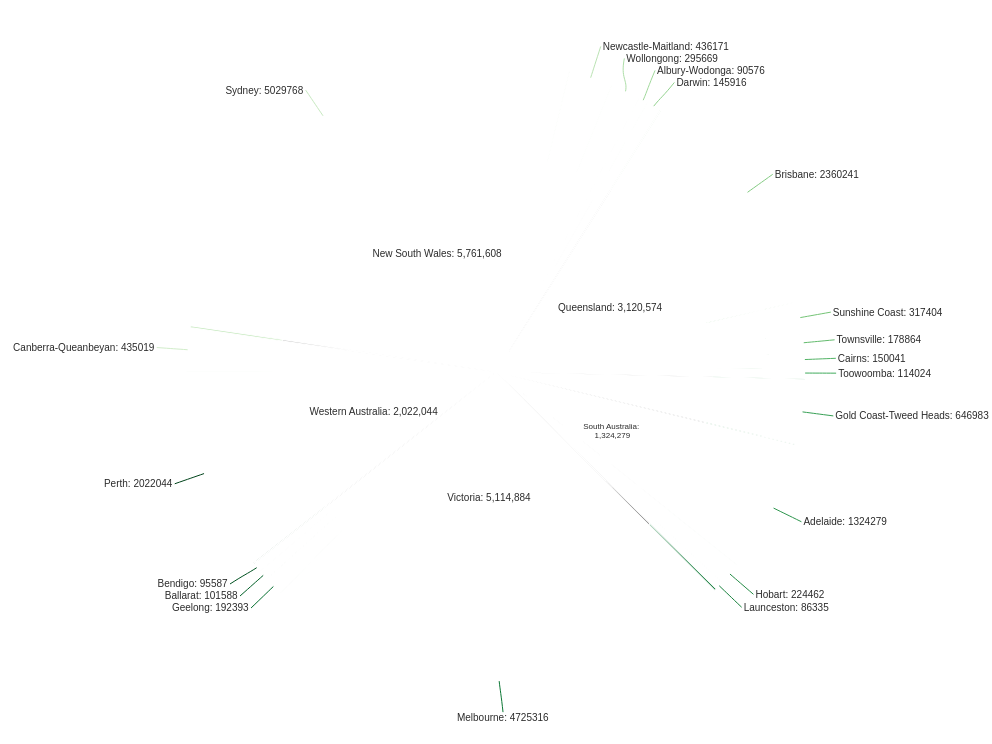 Newcastle-Maitland: 436171
Wollongong: 295669
Albury-Wodonga: 90576
Darwin: 145916
Sydney: 5029768
Brisbane: 2360241
New South Wales: 5,761,608
Queensland: 3,120,574
Sunshine Coast: 317404
Townsville: 178864
Canberra-Queanbeyan: 435019
Cairns: 150041
Toowoomba: 114024
Western Australia: 2,022,044
Gold Coast-Tweed Heads: 646983
South Australia:
1,324,279
Perth: 2022044
Victoria: 5,114,884
Adelaide: 1324279
Bendigo: 95587
Ballarat: 101588
Geelong: 192393
Hobart: 224462
Launceston: 86335
Melbourne: 4725316